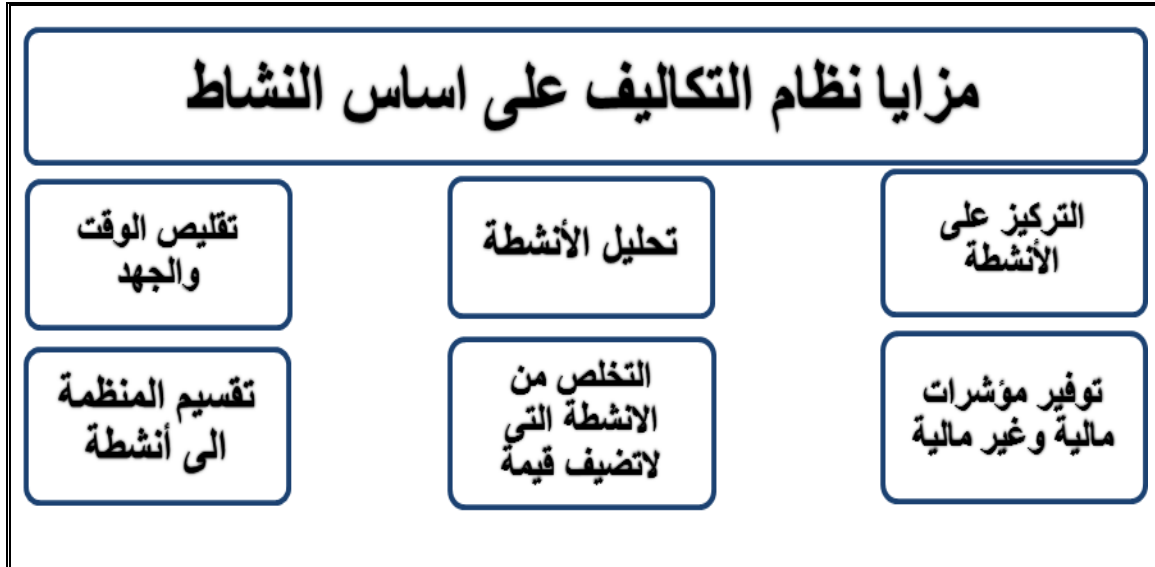 مزايا نظام التكاليف على اساس النشاط
التركيز على
الأنشطة
تحليل الأنشطة
تقليص الوقت
والجهد
توفير مؤشرات
مالية وغير مالية
التخلص من
الانشطة التي
لاتضيف قيمة
تقسيم المنظمة
الى أنشطة